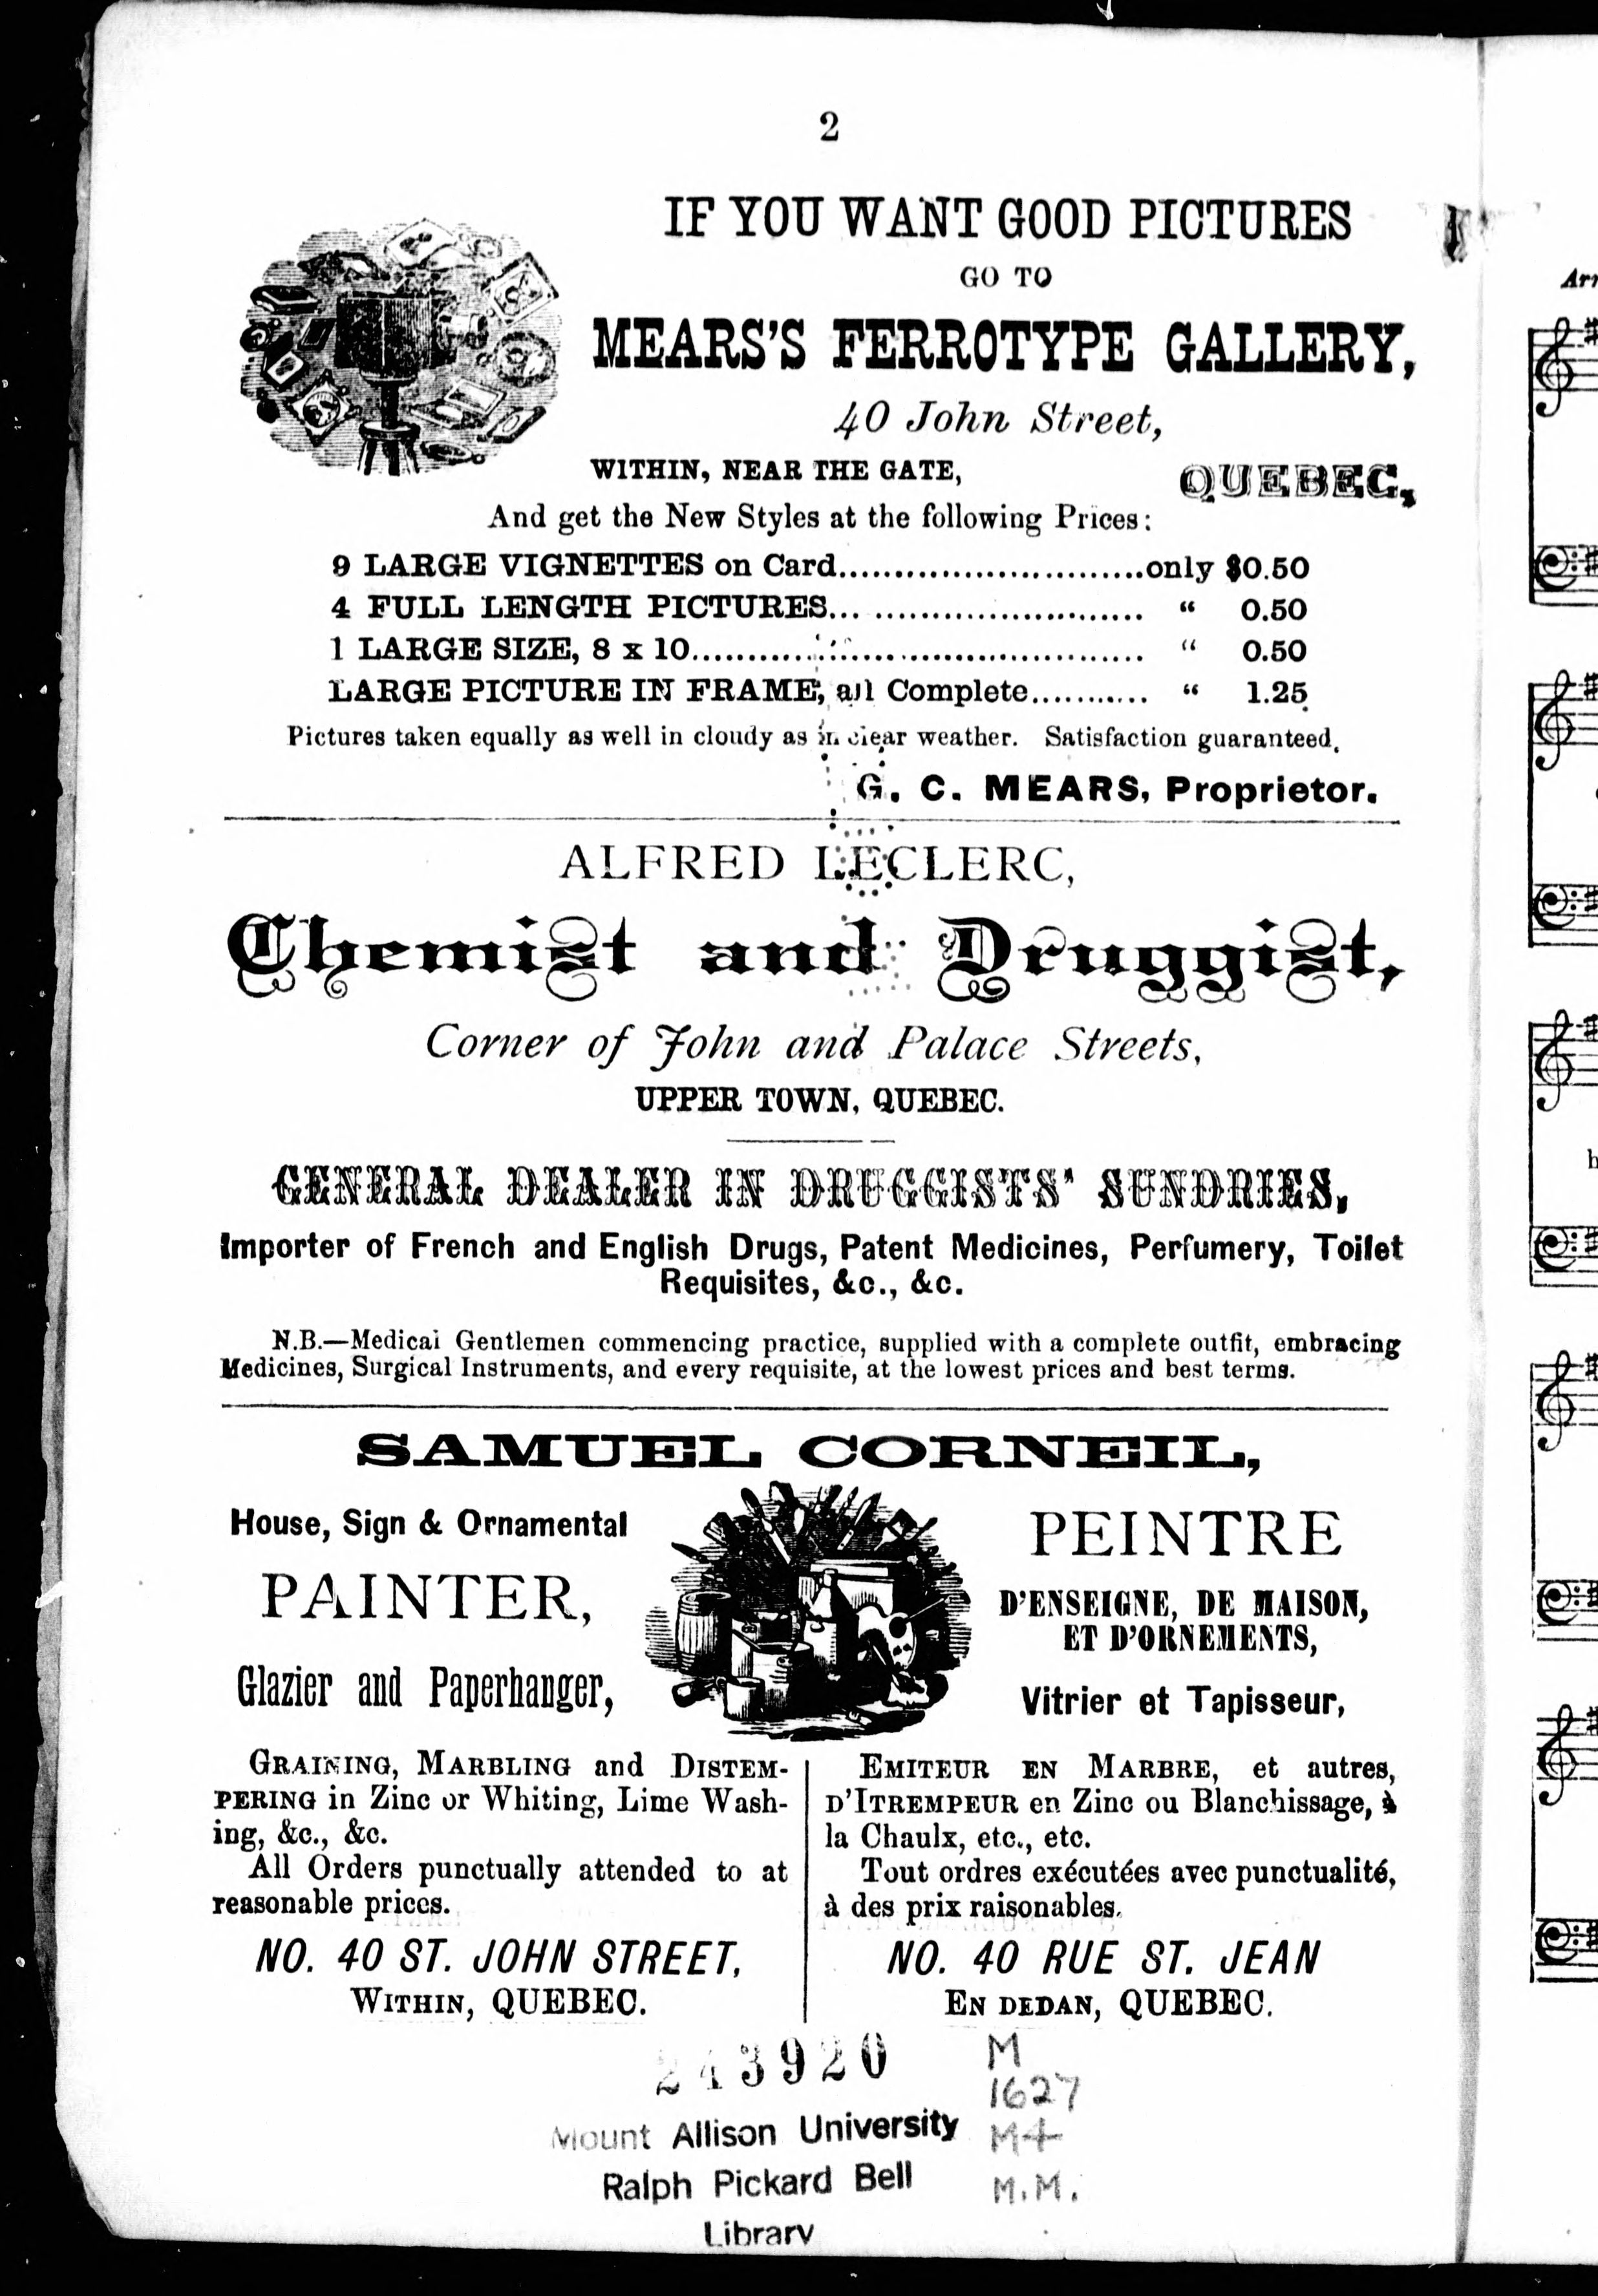 2
IF YOU WANT GOOD PICTURES
GO TO
MEARS'S FERROTYPE GALLERY,
40 John Street,
WITHIN, NEAR THE GATE,
QUEBEC,
And get the New Styles at the following Prices:
9 LARGE VIGNETTES on Card............................only $0.50
4 FULL LENGTH PICTURES............................ " 0.50
1 LARGE SIZE, 8 x 10.......................................... " 0.50
LARGE PICTURE IN FRAME, all Complete........... " 1.25
Pictures taken equally as well in cloudy as in clear weather. Satisfaction guaranteed.
G. C. MEARS, Proprietor.
ALFRED LECLERC,
Chemist and Druggist,
Corner of John and Palace Streets,
UPPER TOWN, QUEBEC.
GENERAL DEALER IN DRUGGISTS' SUNDRIES,
Importer of French and English Drugs, Patent Medicines, Perfumery, Toilet
Requisites, &c., &c.
N.B.—Medical Gentlemen commencing practice, supplied with a complete outfit, embracing
Medicines, Surgical Instruments, and every requisite, at the lowest prices and best terms.
SAMUEL CORNEIL,
House, Sign & Ornamental
PAINTER,
Glazier and Paperhanger,
PEINTRE
D'ENSEIGNE, DE MAISON,
ET D'ORNEMENTS,
Vitrier et Tapisseur,
GRAINING, MARBLING and DISTEM-
PERING in Zinc or Whiting, Lime Wash-
ing, &c., &c.
All Orders punctually attended to at
reasonable prices.
NO. 40 ST. JOHN STREET,
WITHIN, QUEBEC.
EMITEUR EN MARBRE, et autres,
D'ITREMPEUR en Zinc ou Blanchissage, à
la Chaulx, etc., etc.
Tout ordres exécutées avec punctualité,
à des prix raisonables.
NO. 40 RUE ST. JEAN
EN DEDAN, QUEBEC.
243920
Mount Allison University
Ralph Pickard Bell
Library
M
1627
M4
M.M.
Arr
h